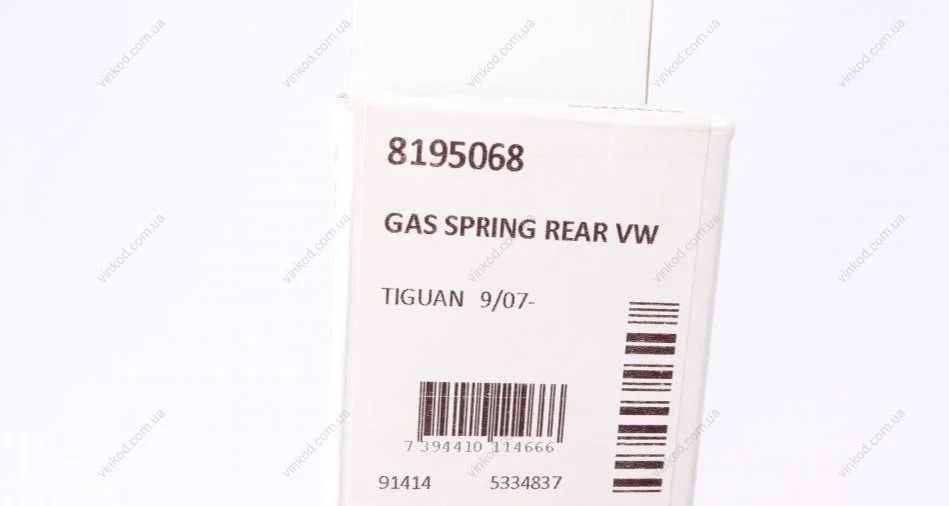 vinkod.com.ua
8195068
GAS SPRING REAR VW
TIGUAN 9/07-
7 394410 114666
91414 5334837